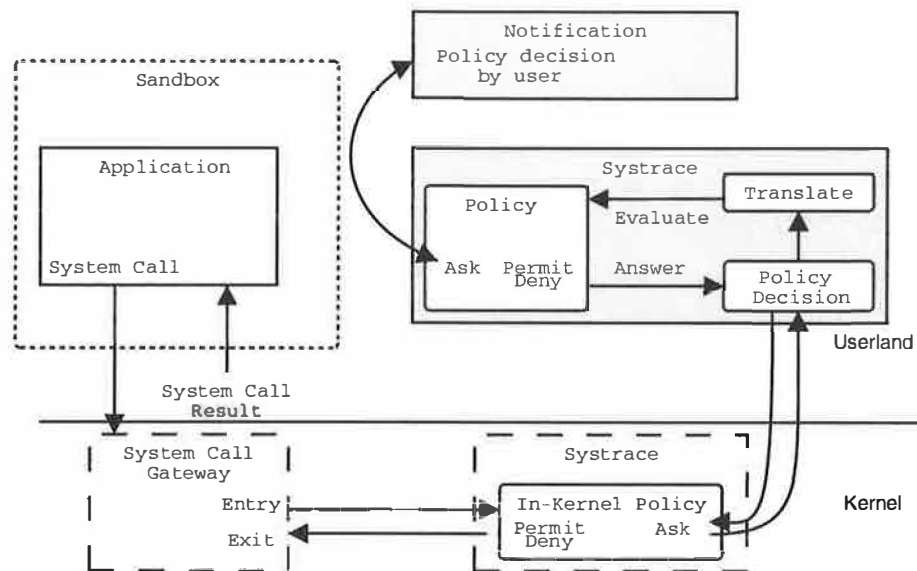 Notification
Policy decision
by user
Sandbox
Application
System Call
System Call
Result
Systrace
Translate
Policy
Evaluate
Ask Permit
Deny
Answer
Policy
Decision
Userland
System Call
Gateway
Entry
Exit
Systrace
In-Kernel Policy
Permit Ask
Deny
Kernel